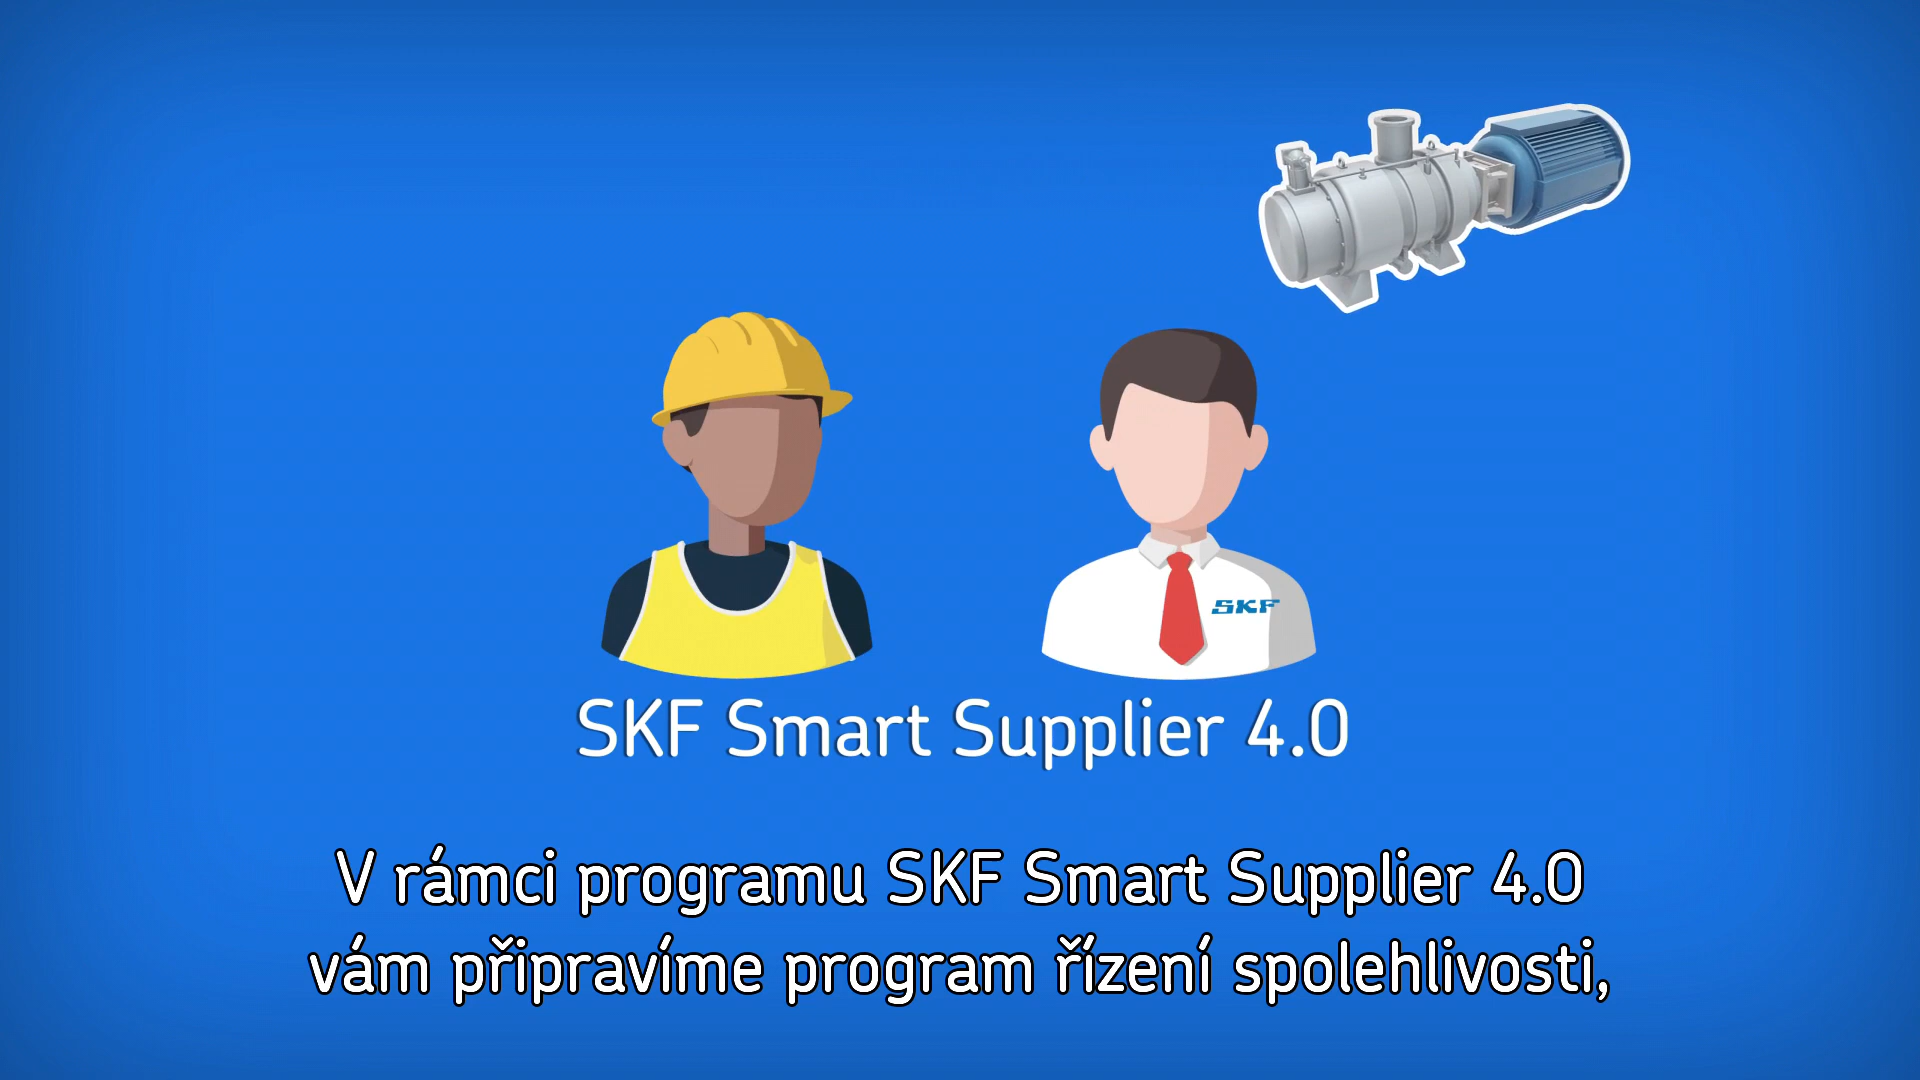 SKF
SKF Smart Supplier 4.0
V rámci programu SKF Smart Supplier 4.0
vám připravíme program řízení spolehlivosti,